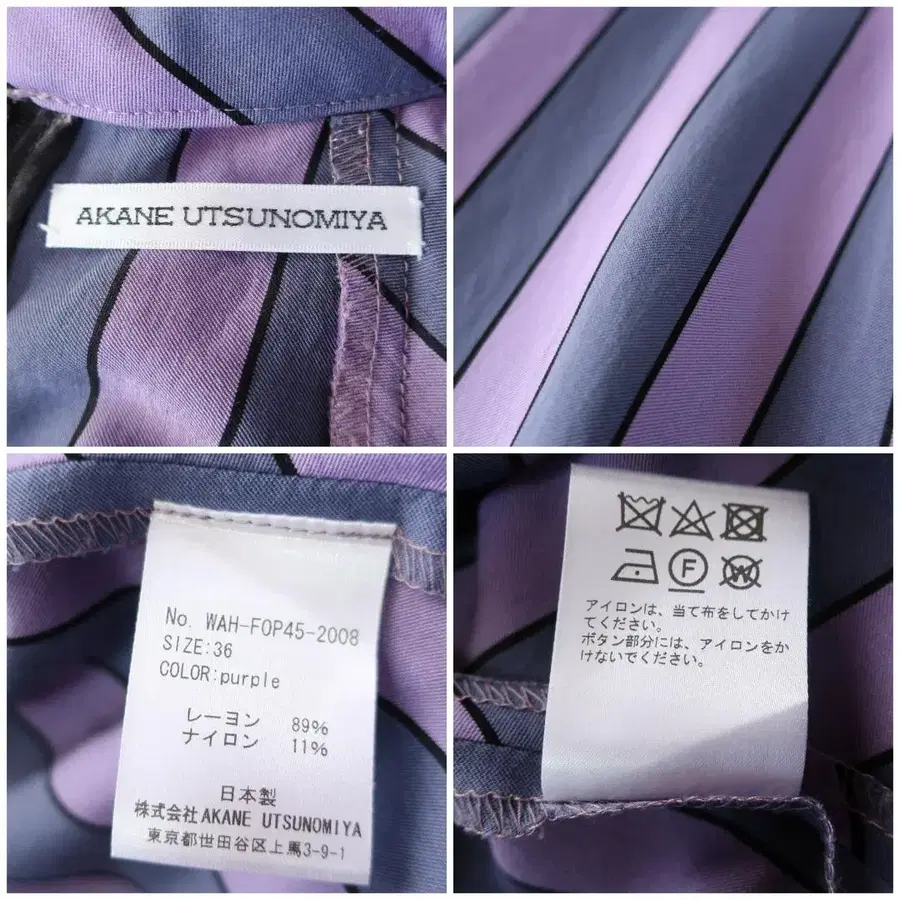 AKANE UTSUNOMIYA
No. WAH-FOP45-2008
SIZE:36
COLOR:purple
レーヨン 89%
ナイロン 11%
日本製
株式会社AKANE UTSUNOMIYA
東京都世田谷区上馬3-9-1
F
W
アイロンは、当て布をしてかけ
てください。
ボタン部分には、アイロンをか
けないでください。